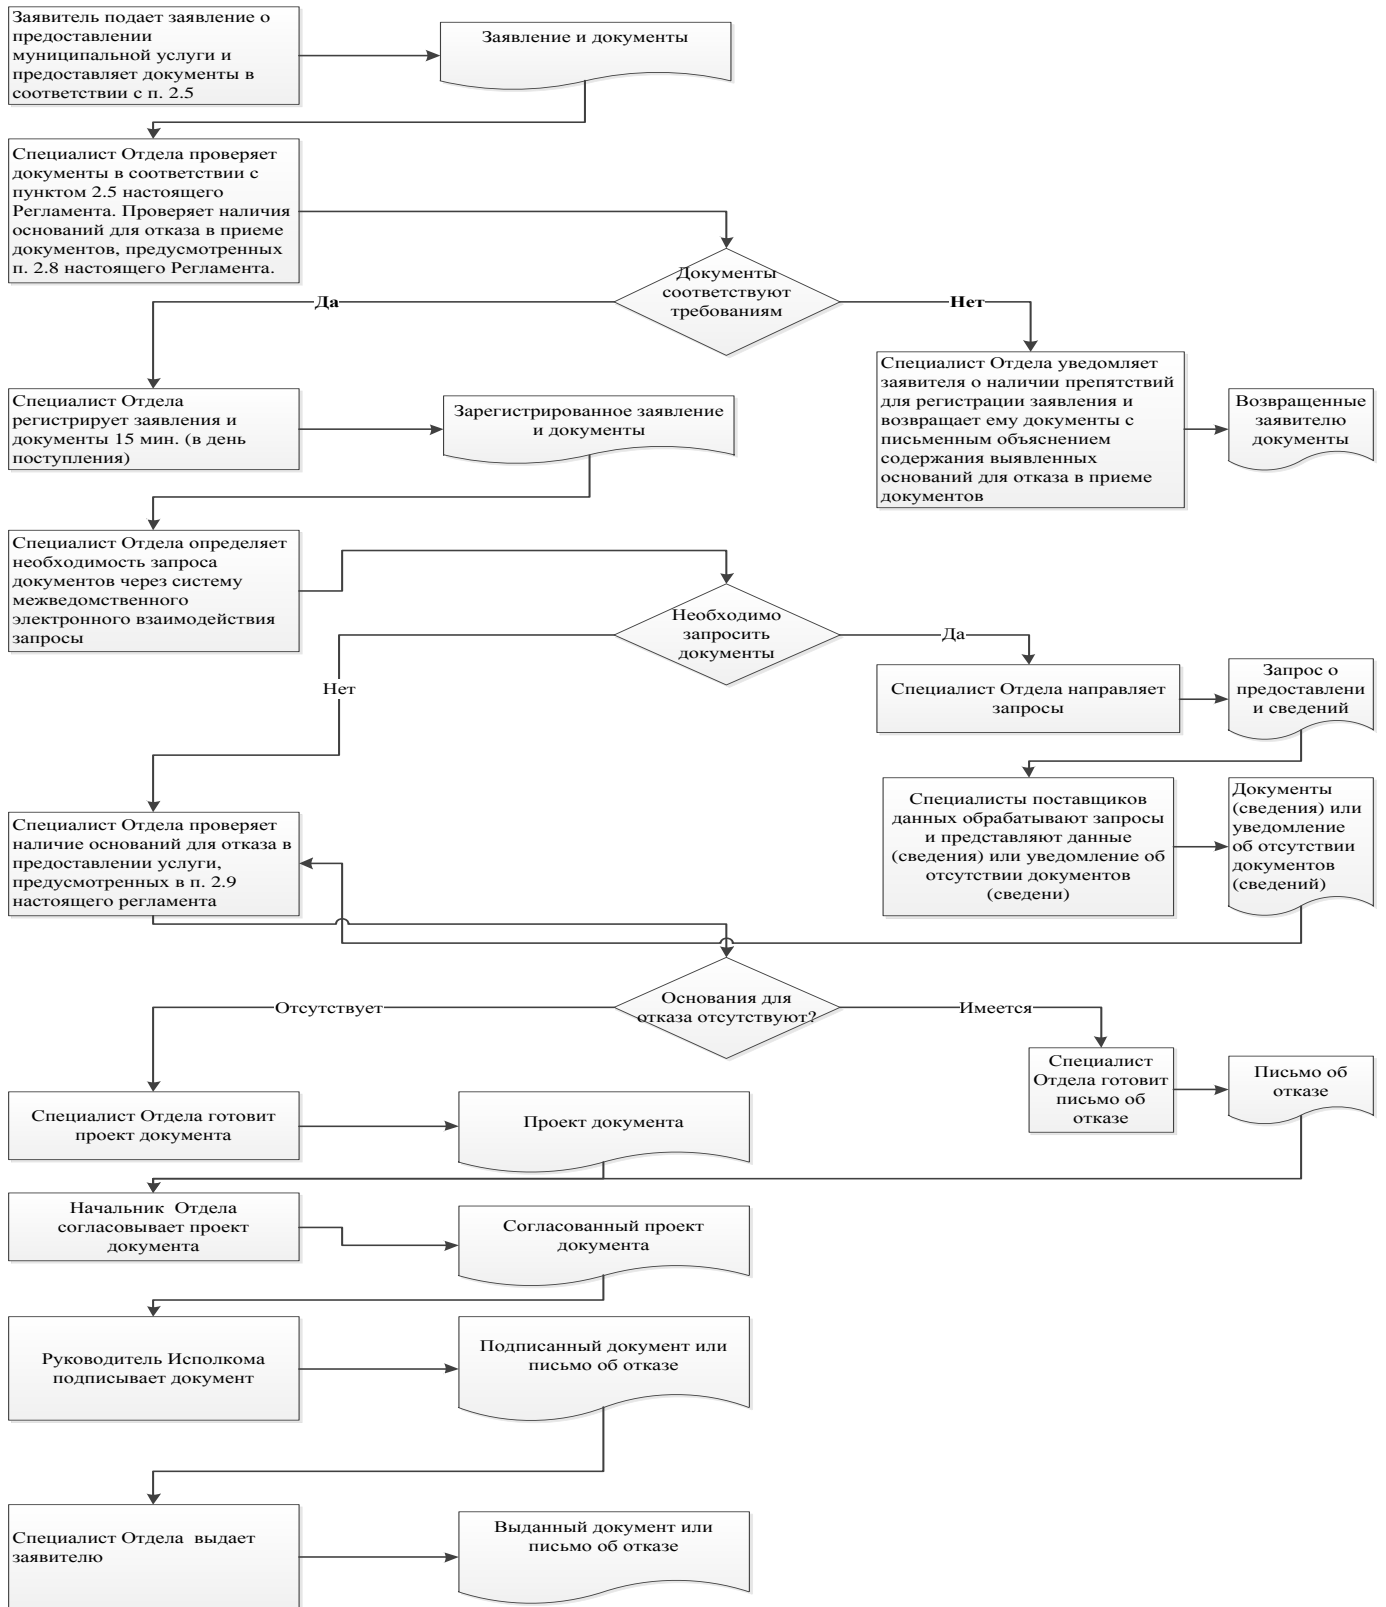 Заявитель подает заявление о
предоставлении
муниципальной услуги и
предоставляет документы в
соответствии с п. 2.5
Заявление и документы
Специалист Отдела проверяет
документы в соответствии с
пунктом 2.5 настоящего
Регламента. Проверяет наличия
оснований для отказа в приеме
документов, предусмотренных
п. 2.8 настоящего Регламента.
Документы
соответствуют
требованиям
Да
Нет
Специалист Отдела
регистрирует заявления и
документы 15 мин. (в день
поступления)
Зарегистрированное заявление
и документы
Специалист Отдела уведомляет
заявителя о наличии препятствий
для регистрации заявления и
возвращает ему документы с
письменным объяснением
содержания выявленных
оснований для отказа в приеме
документов
Возвращенные
заявителю
документы
Специалист Отдела определяет
необходимость запроса
документов через систему
межведомственного
электронного взаимодействия
запросы
Необходимо
запросить
документы
Да
Нет
Специалист Отдела направляет
запросы
Запрос о
предоставлени
и сведений
Специалисты поставщиков
данных обрабатывают запросы
и представляют данные
(сведения) или уведомление об
отсутствии документов
(сведени)
Документы
(сведения) или
уведомление
об отсутствии
документов
(сведений)
Специалист Отдела проверяет
наличие оснований для отказа в
предоставлении услуги,
предусмотренных в п. 2.9
настоящего регламента
Основания для
отказа отсутствуют?
Отсутствует
Имеется
Специалист
Отдела готовит
письмо об
отказе
Письмо об
отказе
Специалист Отдела готовит
проект документа
Проект документа
Начальник  Отдела
согласовывает проект
документа
Согласованный проект
документа
Руководитель Исполкома
подписывает документ
Подписанный документ или
письмо об отказе
Специалист Отдела  выдает
заявителю
Выданный документ или
письмо об отказе